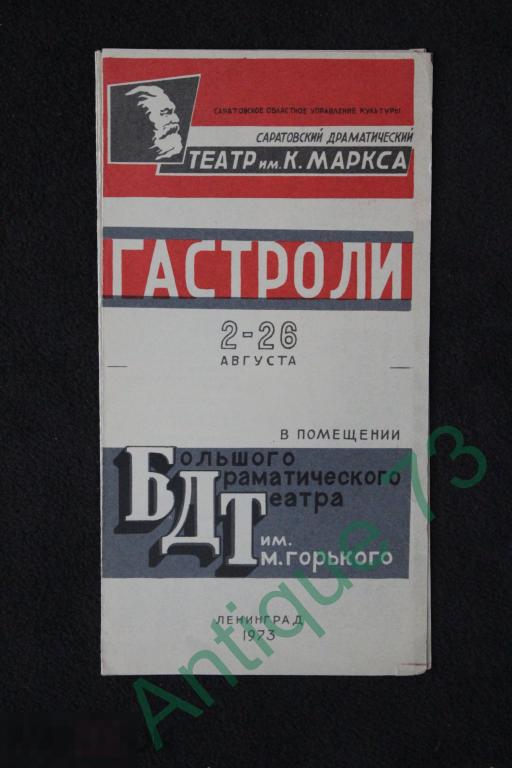 САРАТОВСКОЕ ОБЛАСТНОЕ УПРАВЛЕНИЕ КУЛЬТУРЫ
САРАТОВСКИЙ ДРАМАТИЧЕСКИЙ
ТЕАТР им. К. МАРКСА
ГАСТРОЛИ
2-26
АВГУСТА
В ПОМЕЩЕНИИ
Большого
Драматического
Театра
им.
м.горького
ЛЕНИНГРАД
1973
Antique 73